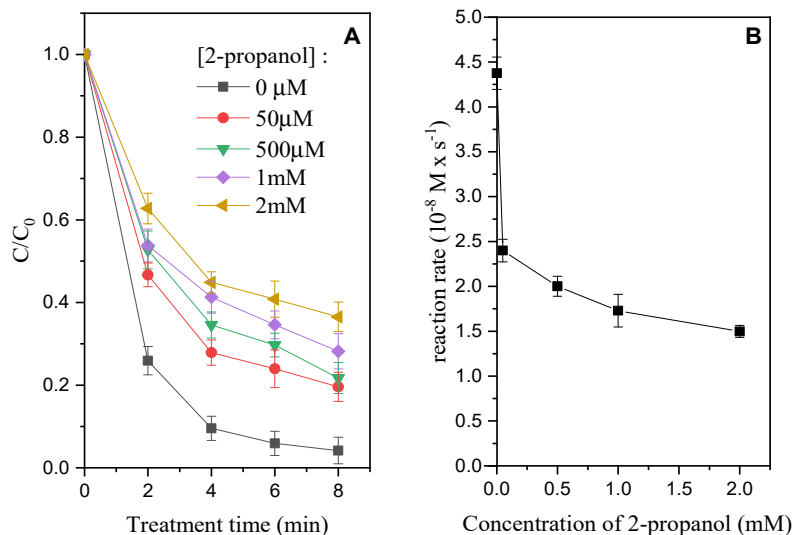 A
[2-propanol] :
0 μM
50μM
500μM
1mM
2mM
C/C0
1.0
0.8
0.6
0.4
0.2
0.0
0 2 4 6 8
Treatment time (min)
B
reaction rate (10-8 M x s-1)
5.0
4.5
4.0
3.5
3.0
2.5
2.0
1.5
1.0
0.5
0.0
0.0 0.5 1.0 1.5 2.0
Concentration of 2-propanol (mM)